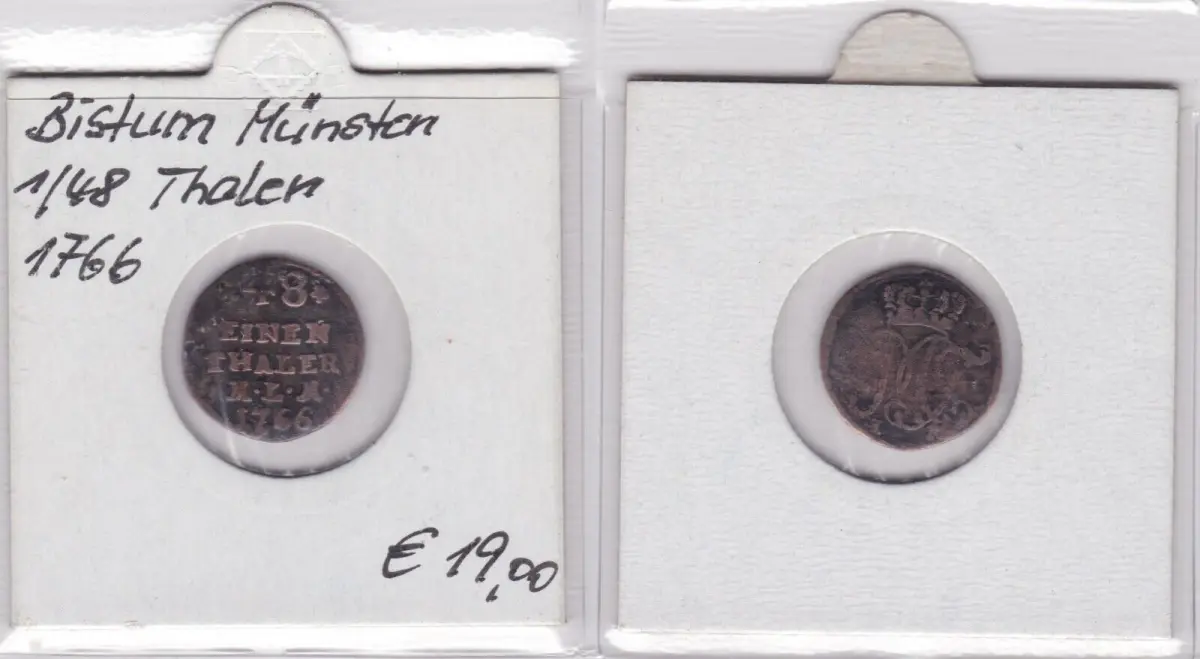 Bistum Münster
1/48 Thaler
1766
48
EINEN
THALER
1766
€ 19,00